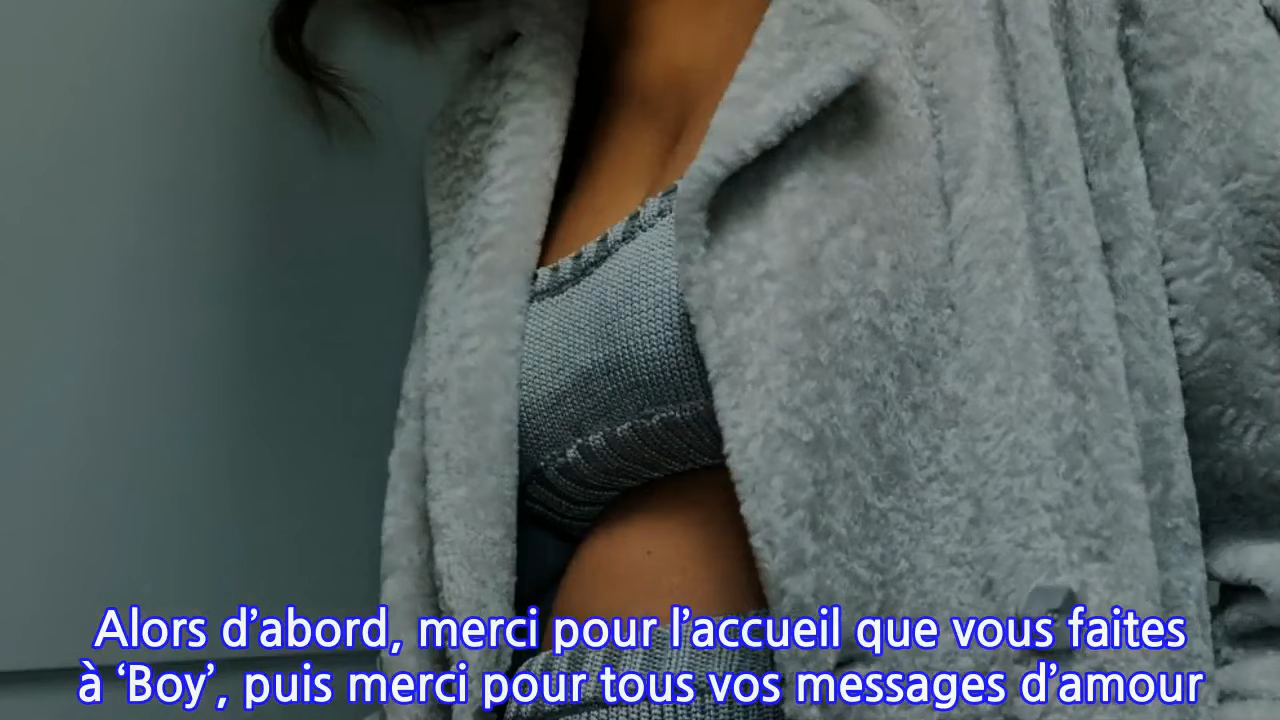 Alors d’abord, merci pour l’accueil que vous faites
à ‘Boy’, puis merci pour tous vos messages d’amour